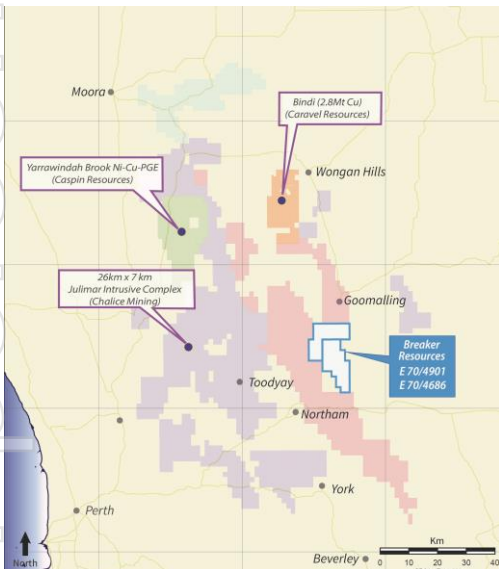 Moora
Bindi (2.8Mt Cu)
(Caravel Resources)
Yarrawindah Brook Ni-Cu-PGE
(Caspin Resources)
Wongan Hills
26km x 7 km
Julimar Intrusive Complex
(Chalice Mining)
Goomalling
Breaker
Resources
E 70/4901
E 70/4686
Toodyay
Northam
York
Perth
Beverley
North
Km
0 10 20 30 40